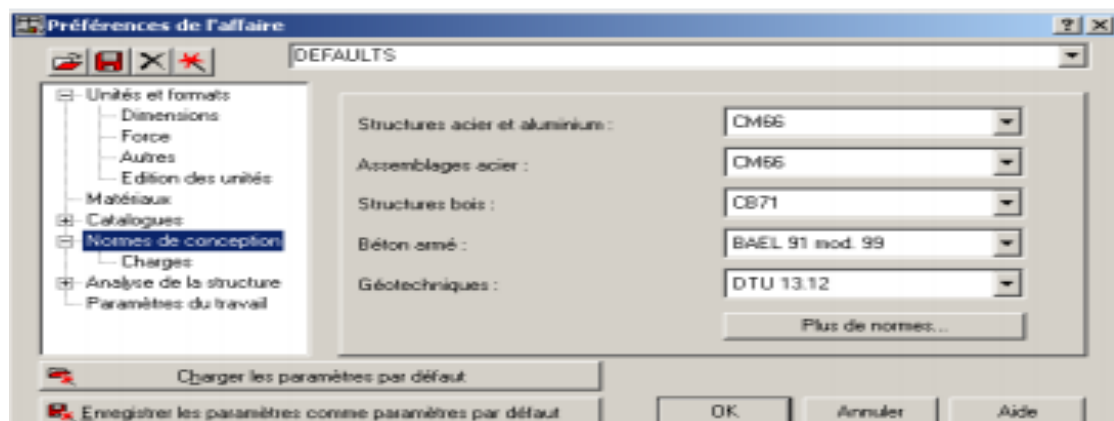 Préférences de l'affaire
DEFAULTS
Unités et formats
Dimensions
Force
Autres
Edition des unités
Matériaux
Catalogues
Normes de conception
Charges
Analyse de la structure
Paramètres du travail
Structures acier et aluminium : CM66
Assemblages acier : CM66
Structures bois : CB71
Béton armé : BAEL 91 mod. 99
Géotechniques : DTU 13.12
Plus de normes...
Charger les paramètres par défaut
Enregistrer les paramètres comme paramètres par défaut
OK Annuler Aide